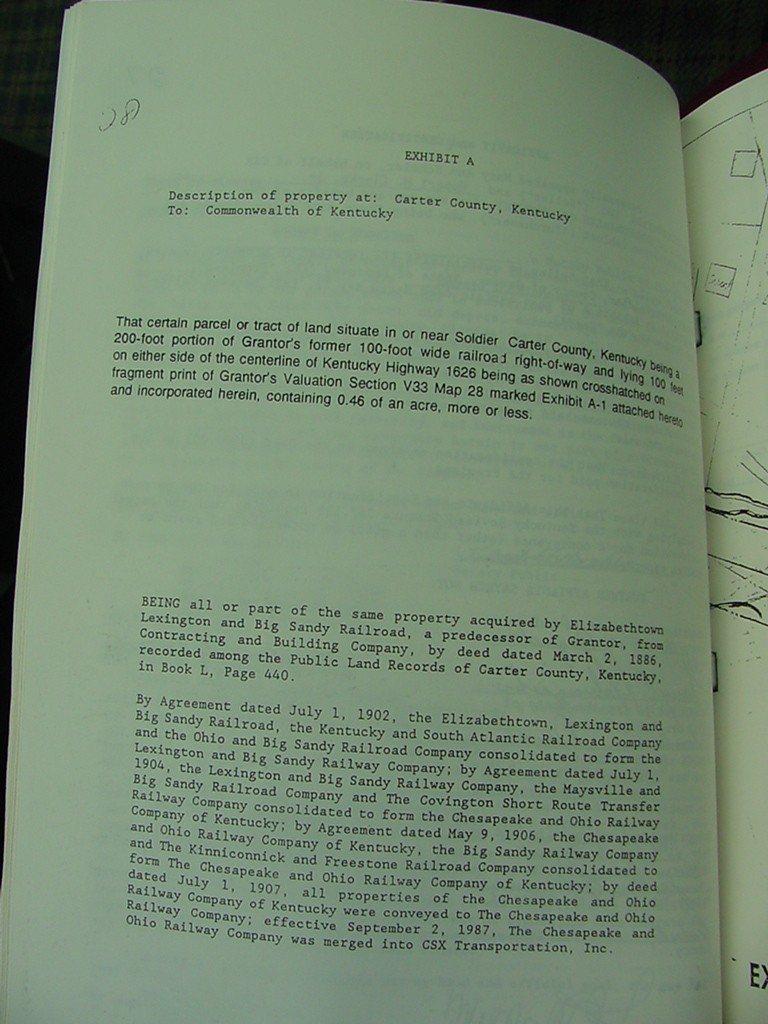 EXHIBIT A
Description of property at: Carter County, Kentucky
To: Commonwealth of Kentucky
That certain parcel or tract of land situate in or near Soldier Carter County, Kentucky being a
200-foot portion of Grantor's former 100-foot wide railroad right-of-way and lying 100 feet
on either side of the centerline of Kentucky Highway 1626 being as shown crosshatched on
fragment print of Grantor's Valuation Section V33 Map 28 marked Exhibit A-1 attached hereto
and incorporated herein, containing 0.46 of an acre, more or less.
BEING all or part of the same property acquired by Elizabethtown
Lexington and Big Sandy Railroad, a predecessor of Grantor, from
Contracting and Building Company, by deed dated March 2, 1886,
recorded among the Public Land Records of Carter County, Kentucky,
in Book L, Page 440.
By Agreement dated July 1, 1902, the Elizabethtown, Lexington and
Big Sandy Railroad, the Kentucky and South Atlantic Railroad Company
and the Ohio and Big Sandy Railroad Company consolidated to form the
Lexington and Big Sandy Railway Company; by Agreement dated July 1,
1904, the Lexington and Big Sandy Railway Company, the Maysville and
Big Sandy Railroad Company and The Covington Short Route Transfer
Railway Company consolidated to form the Chesapeake and Ohio Railway
Company of Kentucky; by Agreement dated May 9, 1906, the Chesapeake
and Ohio Railway Company of Kentucky, the Big Sandy Railway Company
and The Kinniconnick and Freestone Railroad Company consolidated to
form The Chesapeake and Ohio Railway Company of Kentucky; by deed
dated July 1, 1907, all properties of the Chesapeake and Ohio
Railway Company of Kentucky were conveyed to The Chesapeake and Ohio
Railway Company; effective September 2, 1987, The Chesapeake and
Ohio Railway Company was merged into CSX Transportation, Inc.
EX